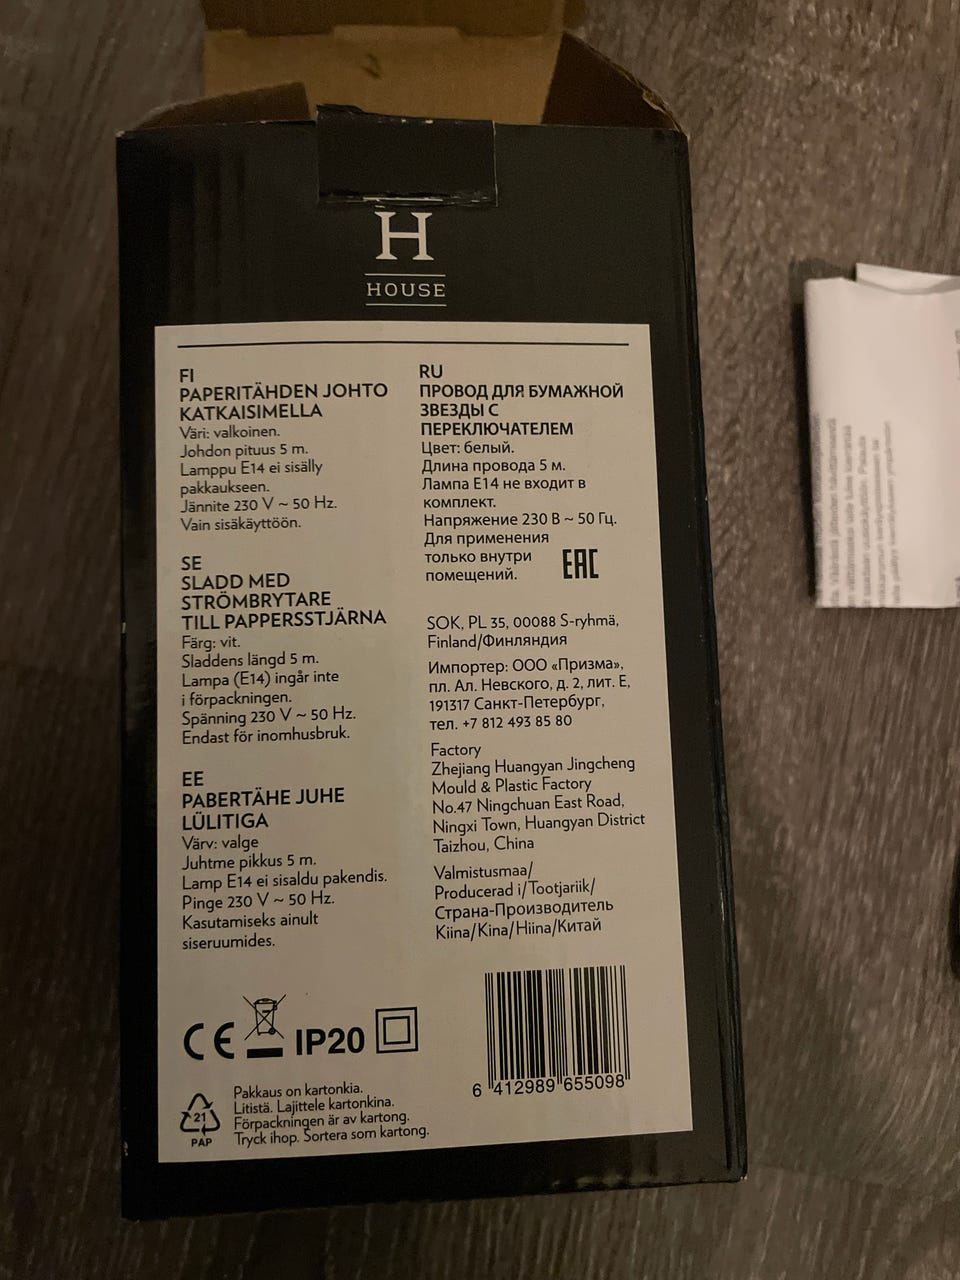 H
HOUSE
FI
PAPERITÄHDEN JOHTO
KATKAISIMELLA
Väri: valkoinen.
Johdon pituus 5 m.
Lamppu E14 ei sisälly
pakkaukseen.
Jännite 230 V ~ 50 Hz.
Vain sisäkäyttöön.
SE
SLADD MED
STRÖMBRYTARE
TILL PAPPERSSTJÄRNA
Färg: vit.
Sladdens längd 5 m.
Lampa (E14) ingår inte
i förpackningen.
Spänning 230 V ~ 50 Hz.
Endast för inomhusbruk.
EE
PABERTÄHE JUHE
LÜLITIGA
Värv: valge
Juhtme pikkus 5 m.
Lamp E14 ei sisaldu pakendis.
Pinge 230 V ~ 50 Hz.
Kasutamiseks ainult
siseruumides.
RU
ПРОВОД ДЛЯ БУМАЖНОЙ
ЗВЕЗДЫ С
ПЕРЕКЛЮЧАТЕЛЕМ
Цвет: белый.
Длина провода 5 м.
Лампа E14 не входит в
комплект.
Напряжение 230 В ~ 50 Гц.
Для применения
только внутри
помещений.
EAC
SOK, PL 35, 00088 S-ryhmä,
Finland/Финляндия
Импортер: ООО «Призма»,
пл. Ал. Невского, д. 2, лит. Е,
191317 Санкт-Петербург,
тел. +7 812 493 85 80
Factory
Zhejiang Huangyan Jingcheng
Mould & Plastic Factory
No.47 Ningchuan East Road,
Ningxi Town, Huangyan District
Taizhou, China
Valmistusmaa/
Producerad i/Tootjariik/
Страна-Производитель
Kiina/Kina/Hiina/Китай
CE IP20
6 412989 655098
21
PAP
Pakkaus on kartonkia.
Litistä. Lajittele kartonkina.
Förpackningen är av kartong.
Tryck ihop. Sortera som kartong.